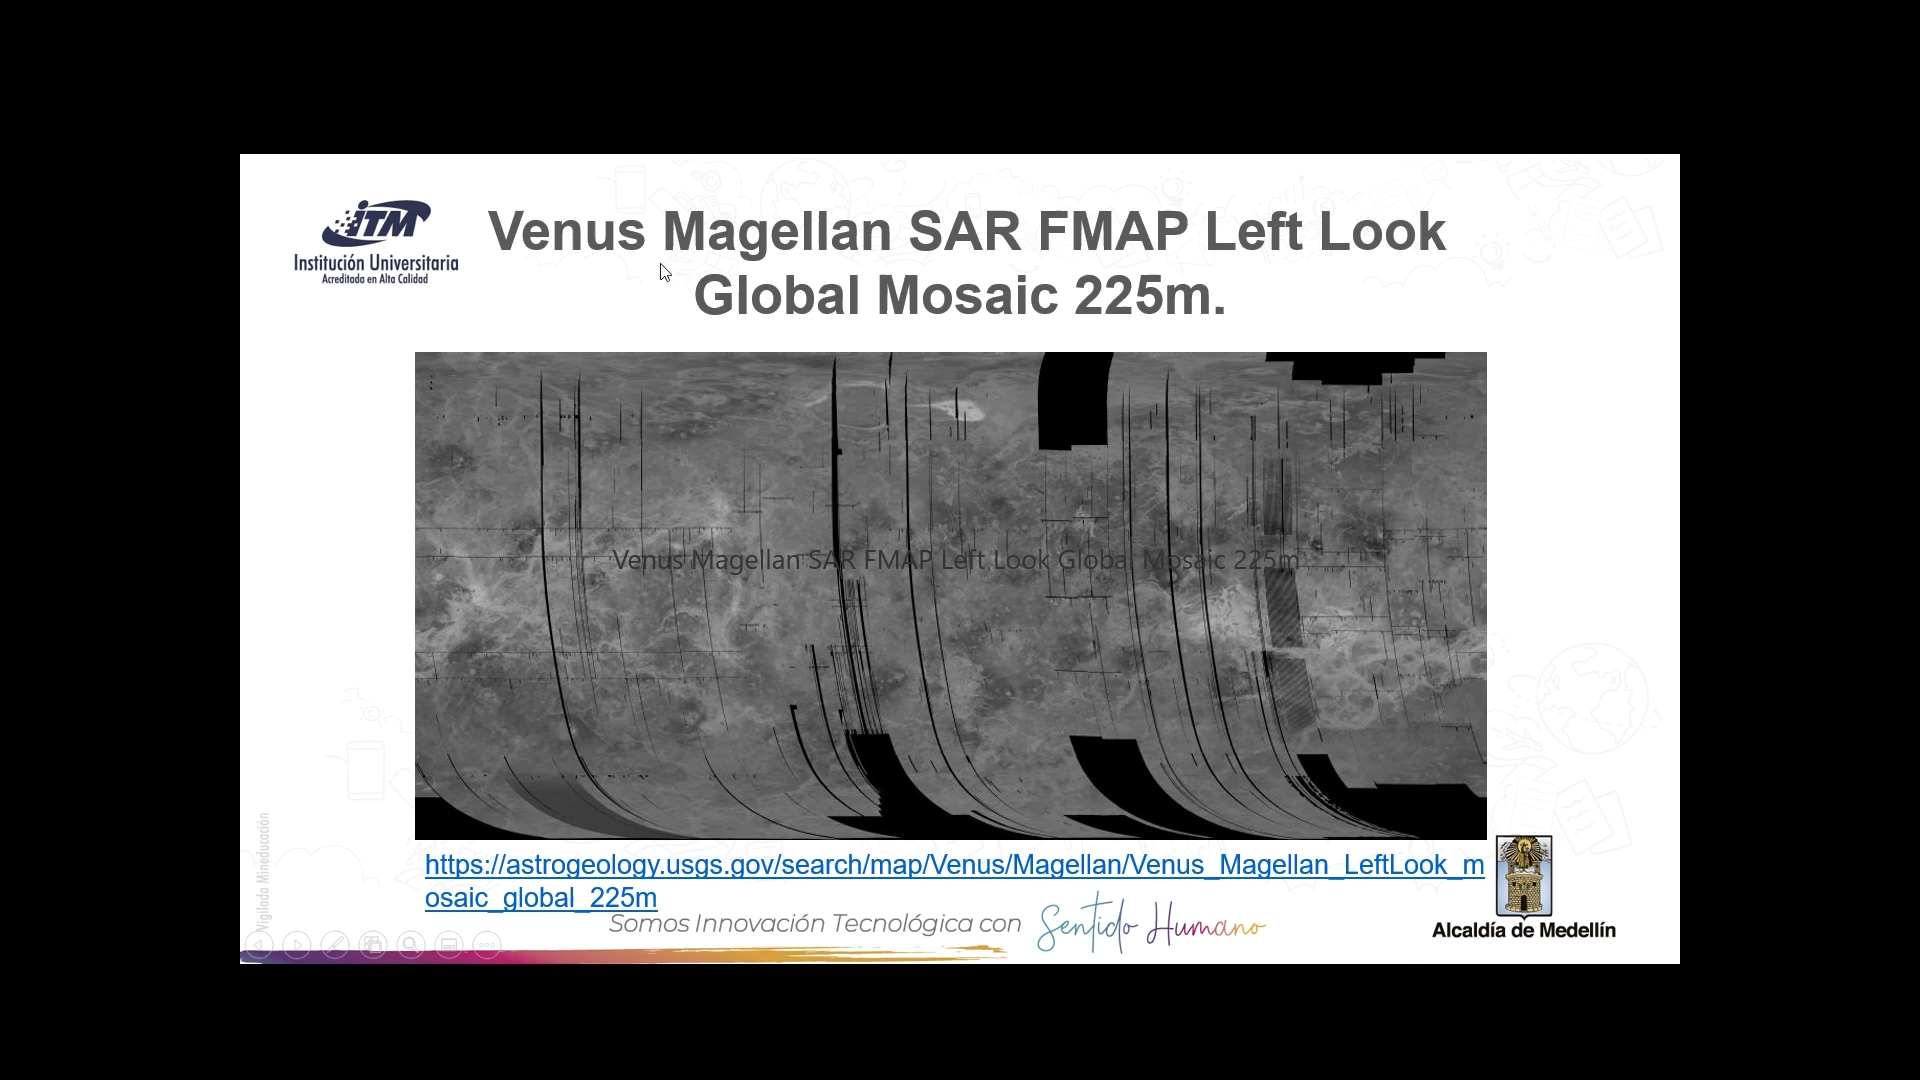 iTM
Institución Universitaria
Acreditada en Alta Calidad
Venus Magellan SAR FMAP Left Look
Global Mosaic 225m.
Venus Magellan SAR FMAP Left Look Global Mosaic 225m
https://astrogeology.usgs.gov/search/map/Venus/Magellan/Venus_Magellan_LeftLook_m
osaic_global_225m
Vigilada Mineducación
Somos Innovación Tecnológica con Sentido Humano
Alcaldía de Medellín